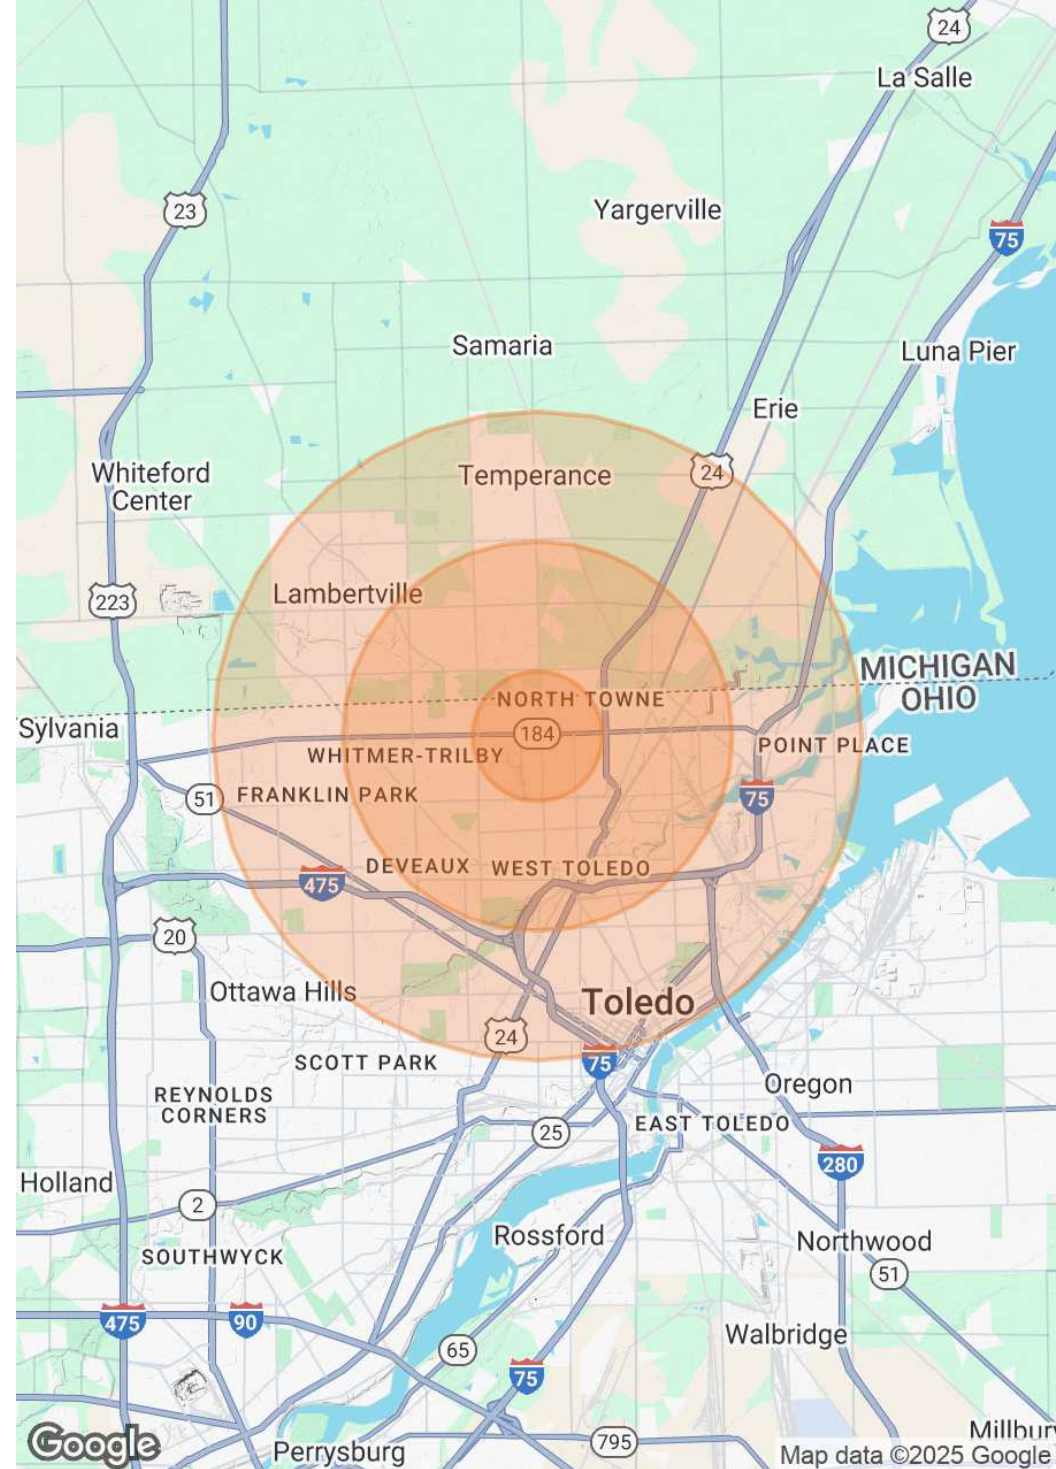 24
La Salle
23
Yargerville
75
Samaria
Luna Pier
Erie
Whiteford
Center
Temperance
24
223
Lambertville
MICHIGAN
OHIO
NORTH TOWNE
Sylvania
184
WHITMER-TRILBY
POINT PLACE
51
FRANKLIN PARK
75
DEVEAUX
WEST TOLEDO
475
20
Ottawa Hills
Toledo
24
SCOTT PARK
75
Oregon
REYNOLDS
CORNERS
25
EAST TOLEDO
280
Holland
2
Rossford
Northwood
SOUTHWYCK
51
475
90
Walbridge
65
75
Millbury
795
Google
Perrysburg
Map data ©2025 Google